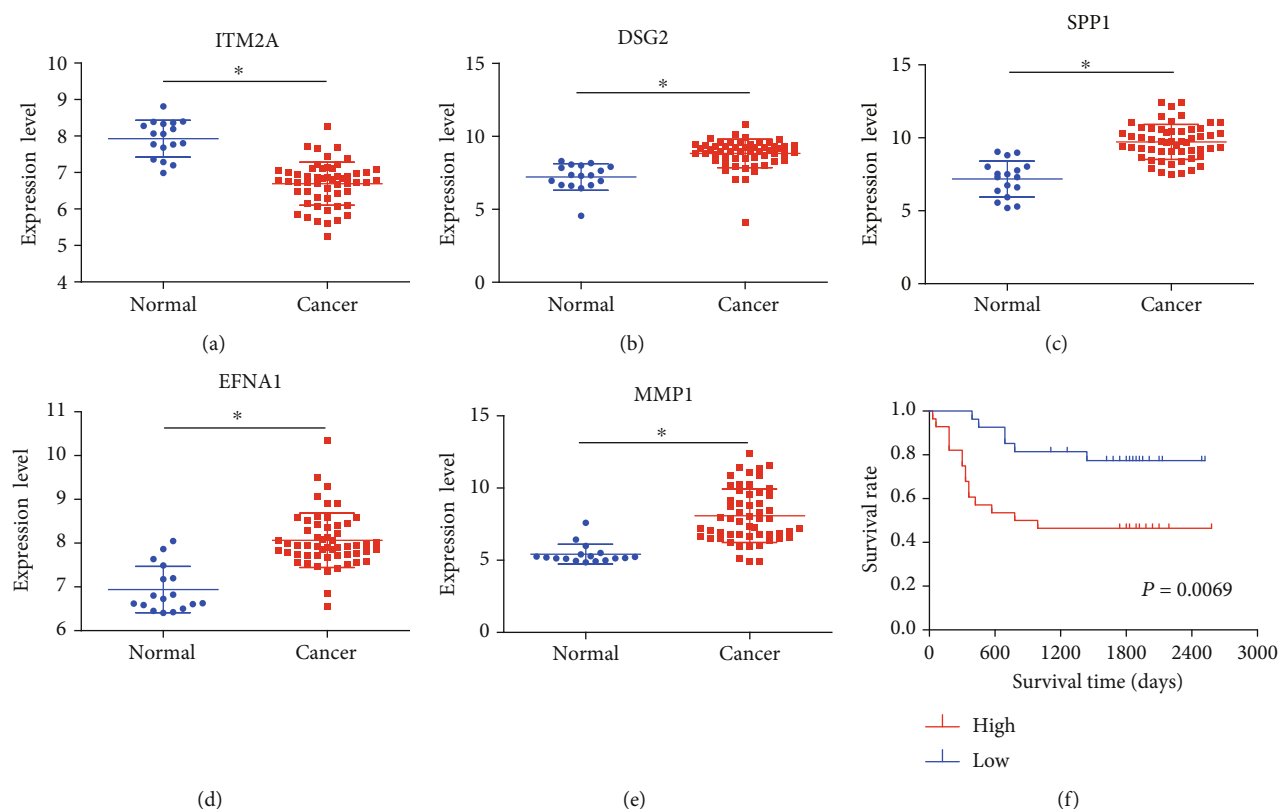 ITM2A
10
9
8
7
6
5
4
Expression level
*
Normal Cancer
(a)
DSG2
15
10
5
0
Expression level
*
Normal Cancer
(b)
SPP1
15
10
5
0
Expression level
*
Normal Cancer
(c)
EFNA1
11
10
9
8
7
6
Expression level
*
Normal Cancer
(d)
MMP1
15
10
5
0
Expression level
*
Normal Cancer
(e)
1.0
0.8
0.6
0.4
0.2
0.0
Survival rate
P = 0.0069
0 600 1200 1800 2400 3000
Survival time (days)
High
Low
(f)